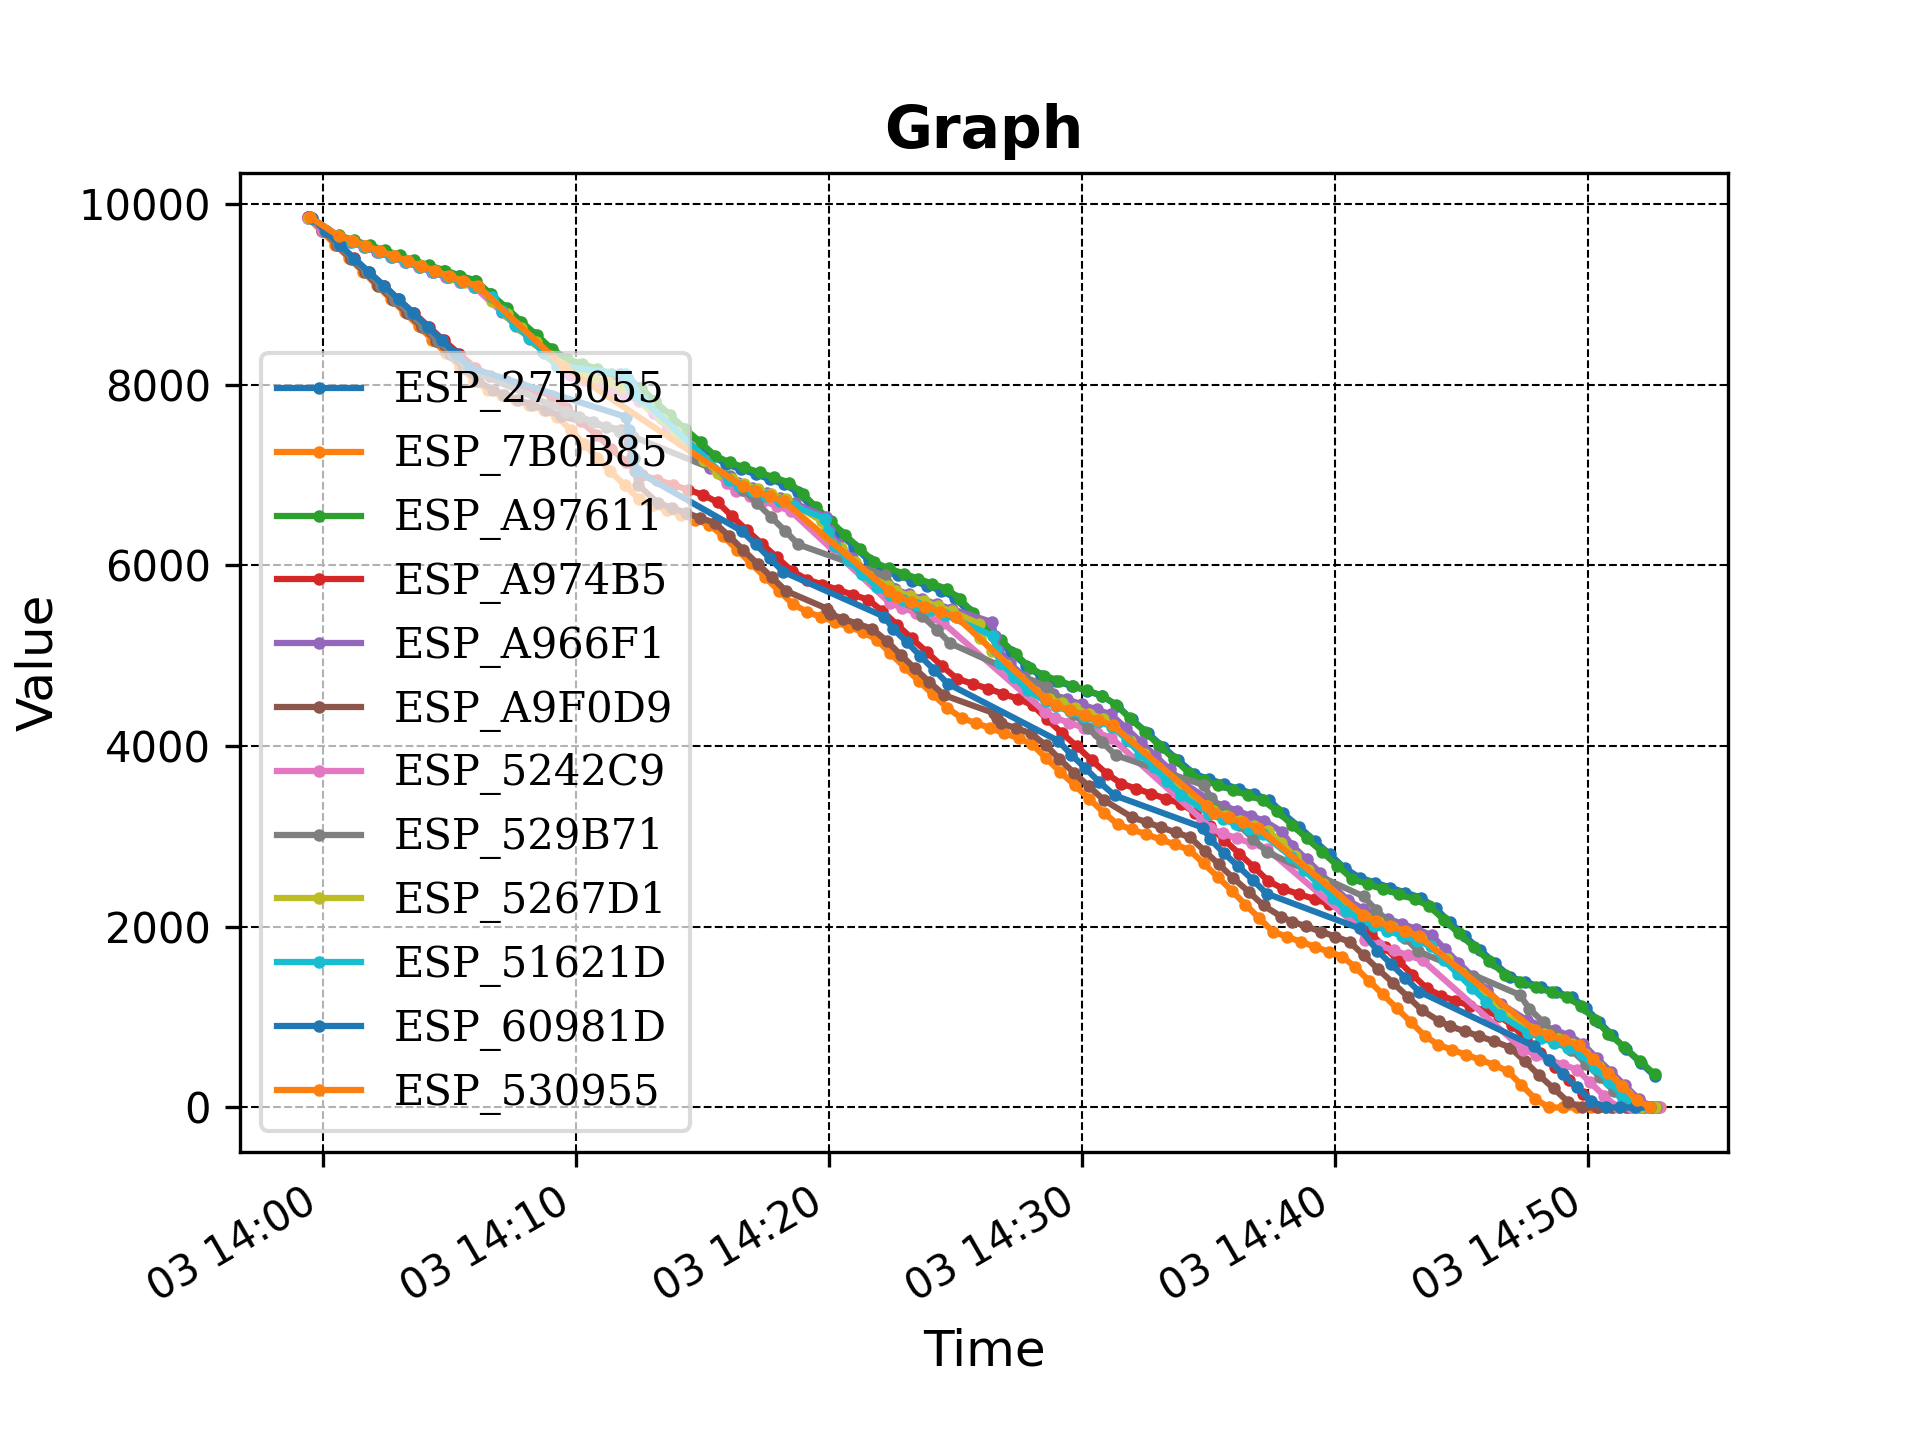 Graph
10000
8000
6000
4000
2000
0
Value
ESP_27B055
ESP_7B0B85
ESP_A97611
ESP_A974B5
ESP_A966F1
ESP_A9F0D9
ESP_5242C9
ESP_529B71
ESP_5267D1
ESP_51621D
ESP_60981D
ESP_530955
03 14:00
03 14:10
03 14:20
03 14:30
03 14:40
03 14:50
Time